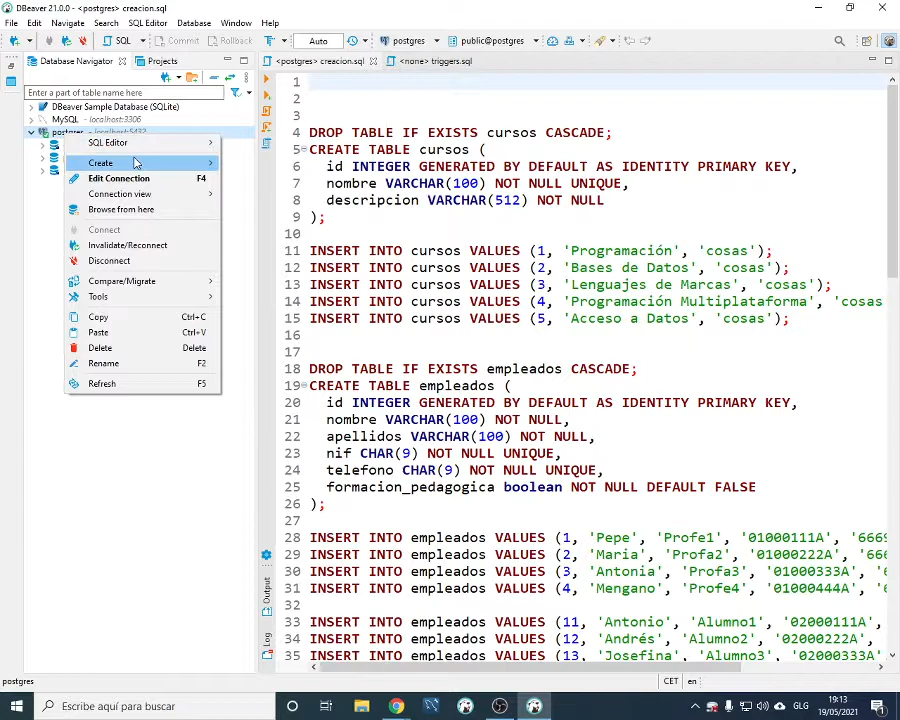 DBeaver 21.0.0 - <postgres> creacion.sql
File Edit Navigate Search SQL Editor Database Window Help
SQL Commit Rollback T Auto postgres public@postgres
Database Navigator Projects
<postgres> creacion.sql <none> triggers.sql
Enter a part of table name here
DBeaver Sample Database (SQLite)
MySQL - localhost:3306
postgres - localhost:5432
SQL Editor
Create
Edit Connection F4
Connection view
Browse from here
Connect
Invalidate/Reconnect
Disconnect
Compare/Migrate
Tools
Copy Ctrl+C
Paste Ctrl+V
Delete Delete
Rename F2
Refresh F5
1
2
3
4 DROP TABLE IF EXISTS cursos CASCADE;
5 CREATE TABLE cursos (
6 id INTEGER GENERATED BY DEFAULT AS IDENTITY PRIMARY KEY,
7 nombre VARCHAR(100) NOT NULL UNIQUE,
8 descripcion VARCHAR(512) NOT NULL
9 );
10
11 INSERT INTO cursos VALUES (1, 'Programación', 'cosas');
12 INSERT INTO cursos VALUES (2, 'Bases de Datos', 'cosas');
13 INSERT INTO cursos VALUES (3, 'Lenguajes de Marcas', 'cosas');
14 INSERT INTO cursos VALUES (4, 'Programación Multiplataforma', 'cosas
15 INSERT INTO cursos VALUES (5, 'Acceso a Datos', 'cosas');
16
17
18 DROP TABLE IF EXISTS empleados CASCADE;
19 CREATE TABLE empleados (
20 id INTEGER GENERATED BY DEFAULT AS IDENTITY PRIMARY KEY,
21 nombre VARCHAR(100) NOT NULL,
22 apellidos VARCHAR(100) NOT NULL,
23 nif CHAR(9) NOT NULL UNIQUE,
24 telefono CHAR(9) NOT NULL UNIQUE,
25 formacion_pedagogica boolean NOT NULL DEFAULT FALSE
26 );
27
28 INSERT INTO empleados VALUES (1, 'Pepe', 'Profe1', '01000111A', '6669
29 INSERT INTO empleados VALUES (2, 'Maria', 'Profa2', '01000222A', '666
30 INSERT INTO empleados VALUES (3, 'Antonia', 'Profa3', '01000333A',
31 INSERT INTO empleados VALUES (4, 'Mengano', 'Profe4', '01000444A',
32
33 INSERT INTO empleados VALUES (11, 'Antonio', 'Alumno1', '02000111A',
34 INSERT INTO empleados VALUES (12, 'Andrés', 'Alumno2', '02000222A',
35 INSERT INTO empleados VALUES (13, 'Josefina', 'Alumno3', '02000333A'
Output
Log
postgres CET en
Escribe aquí para buscar
GLG
19:13
19/05/2021